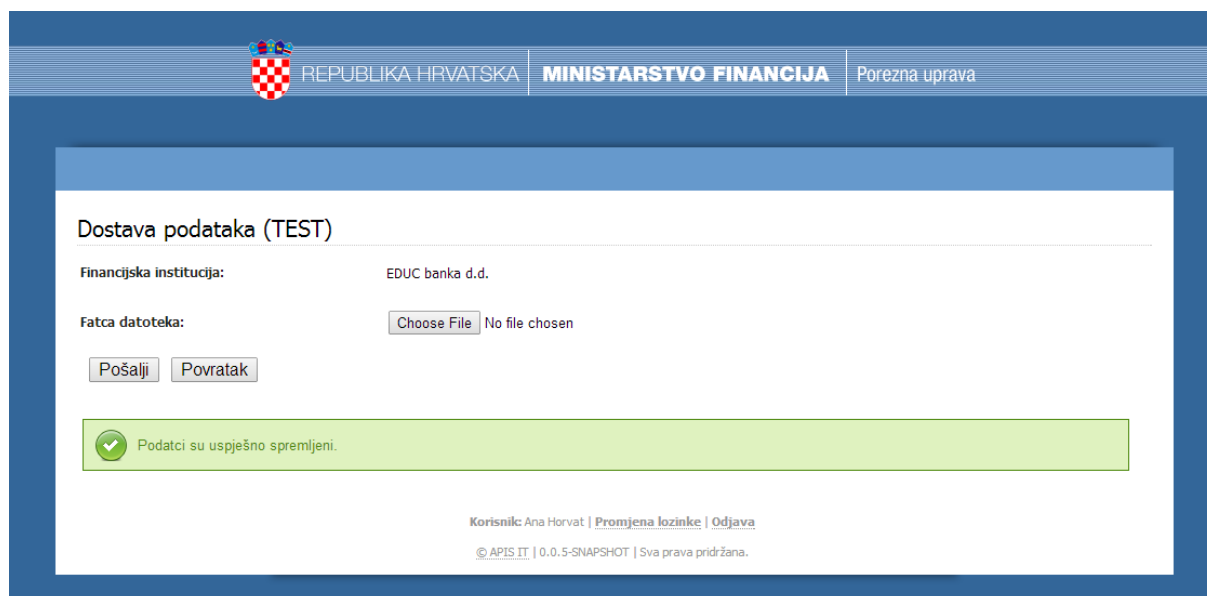 REPUBLIKA HRVATSKA MINISTARSTVO FINANCIJA Porezna uprava
Dostava podataka (TEST)
Financijska institucija: EDUC banka d.d.
Fatca datoteka: Choose File No file chosen
Pošalji Povratak
Podatci su uspješno spremljeni.
Korisnik: Ana Horvat | Promjena lozinke | Odjava
© APIS IT | 0.0.5-SNAPSHOT | Sva prava pridržana.